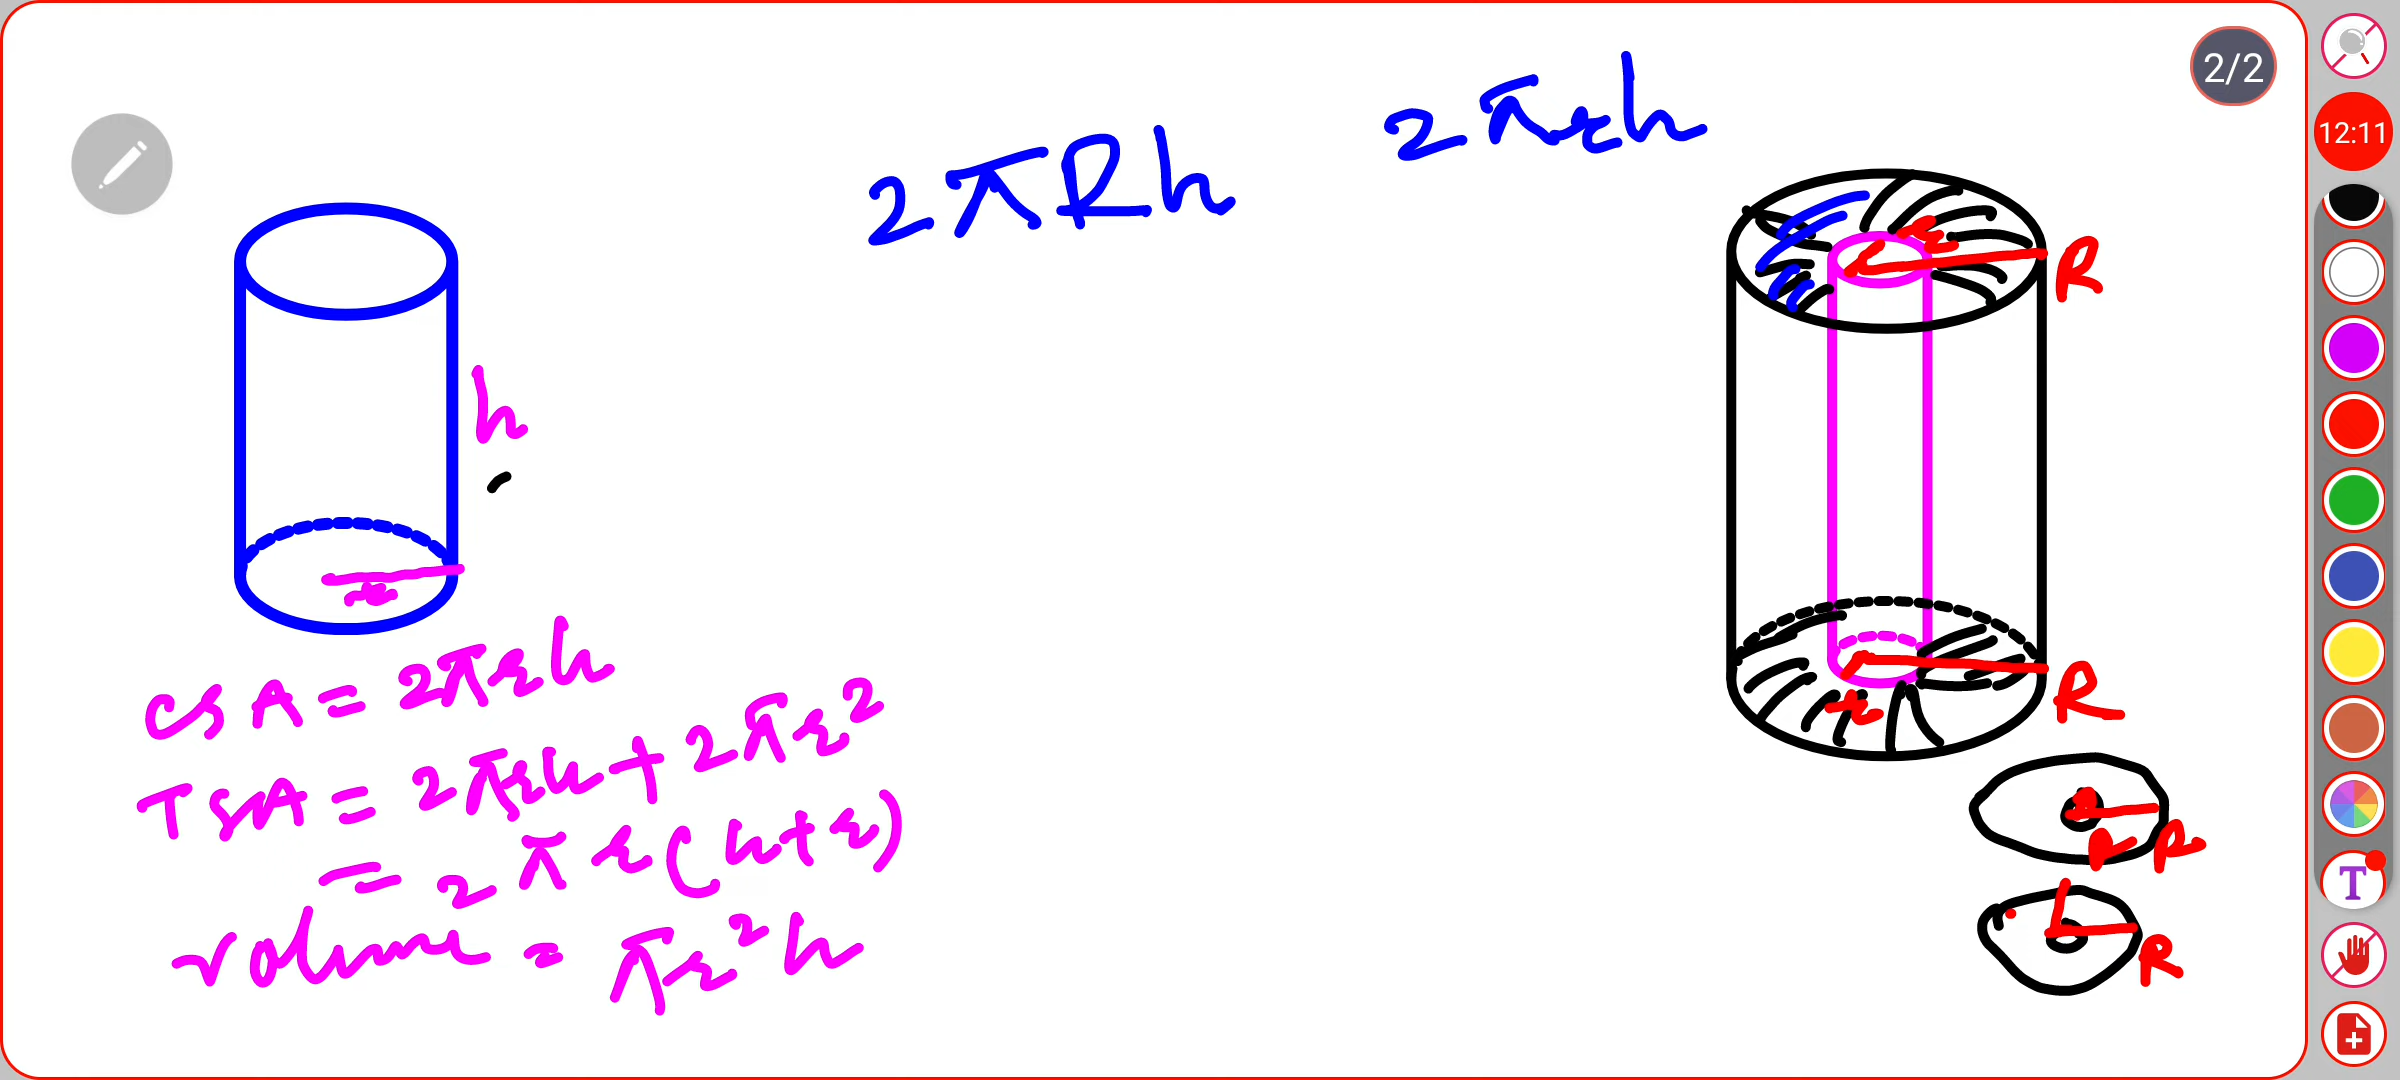 2πRh
2πrh
2/2
12:11
R
r
h
r
R
r
CSA = 2πrh
TSA = 2πrh + 2πr²
= 2πr(h+r)
volume = πr²h
r R
R
T